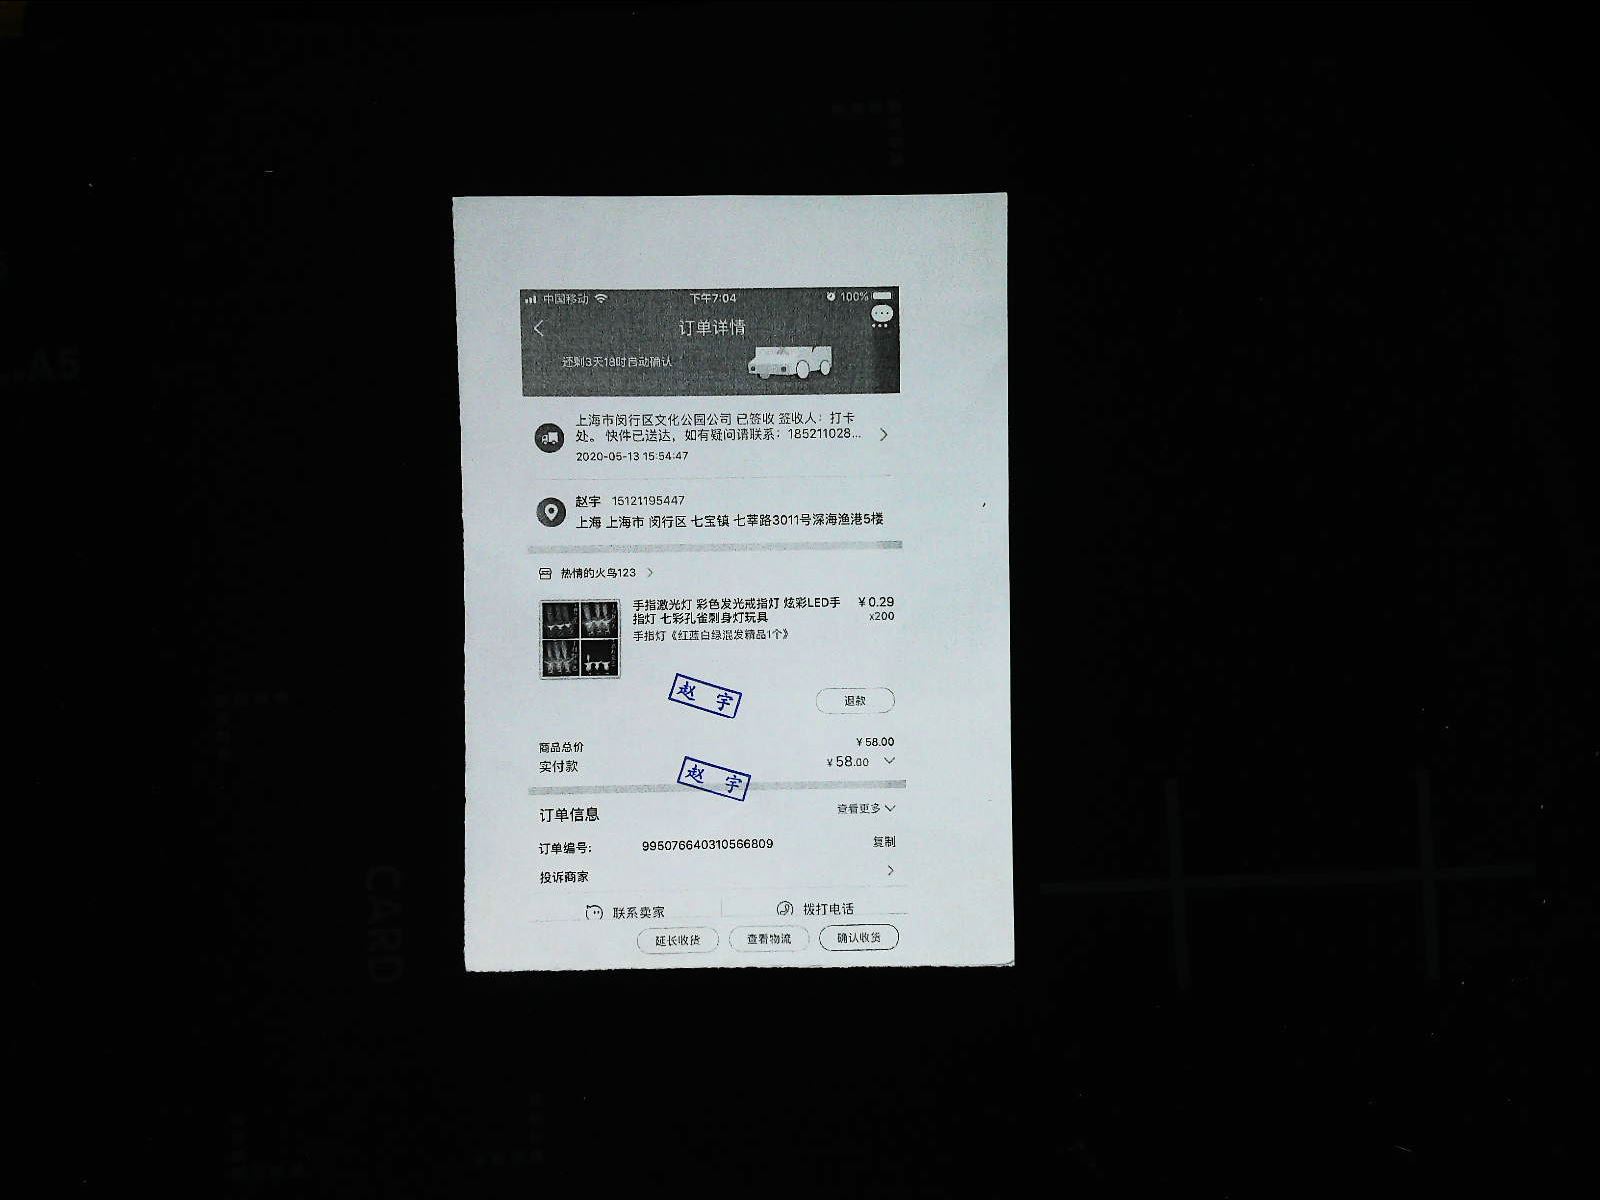 中国移动 下午7:04 100%
订单详情
还剩3天18时自动确认
上海市闵行区文化公园公司 已签收 签收人：打卡
处。 快件已送达，如有疑问请联系：185211028...
2020-05-13 15:54:47
赵宇 15121195447
上海 上海市 闵行区 七宝镇 七莘路3011号深海渔港5楼
热情的火鸟123
手指激光灯 彩色发光戒指灯 炫彩LED手 ¥0.29
指灯 七彩孔雀刺身灯玩具 x200
手指灯《红蓝白绿混发精品1个》
赵 宇
退款
商品总价 ¥58.00
实付款 ¥58.00
赵 宇
订单信息 查看更多
订单编号: 995076640310566809 复制
投诉商家
联系卖家 拨打电话
延长收货 查看物流 确认收货
A5
CARD